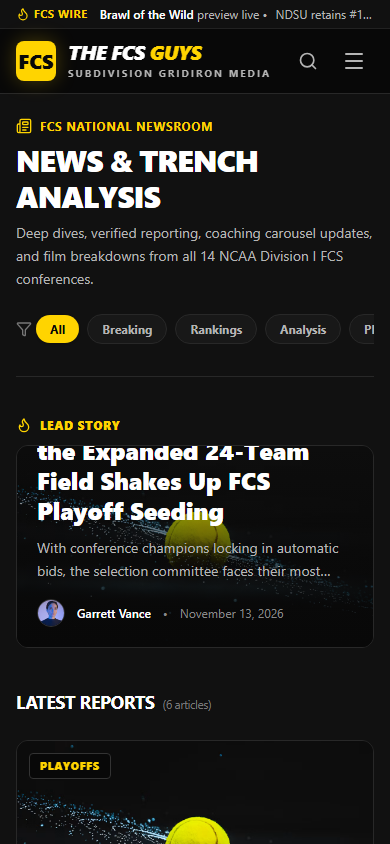 FCS WIRE Brawl of the Wild preview live • NDSU retains #1...
FCS THE FCS GUYS
SUBDIVISION GRIDIRON MEDIA
FCS NATIONAL NEWSROOM
NEWS & TRENCH
ANALYSIS
Deep dives, verified reporting, coaching carousel updates,
and film breakdowns from all 14 NCAA Division I FCS
conferences.
All Breaking Rankings Analysis
LEAD STORY
the Expanded 24-Team
Field Shakes Up FCS
Playoff Seeding
With conference champions locking in automatic
bids, the selection committee faces their most...
Garrett Vance • November 13, 2026
LATEST REPORTS (6 articles)
PLAYOFFS